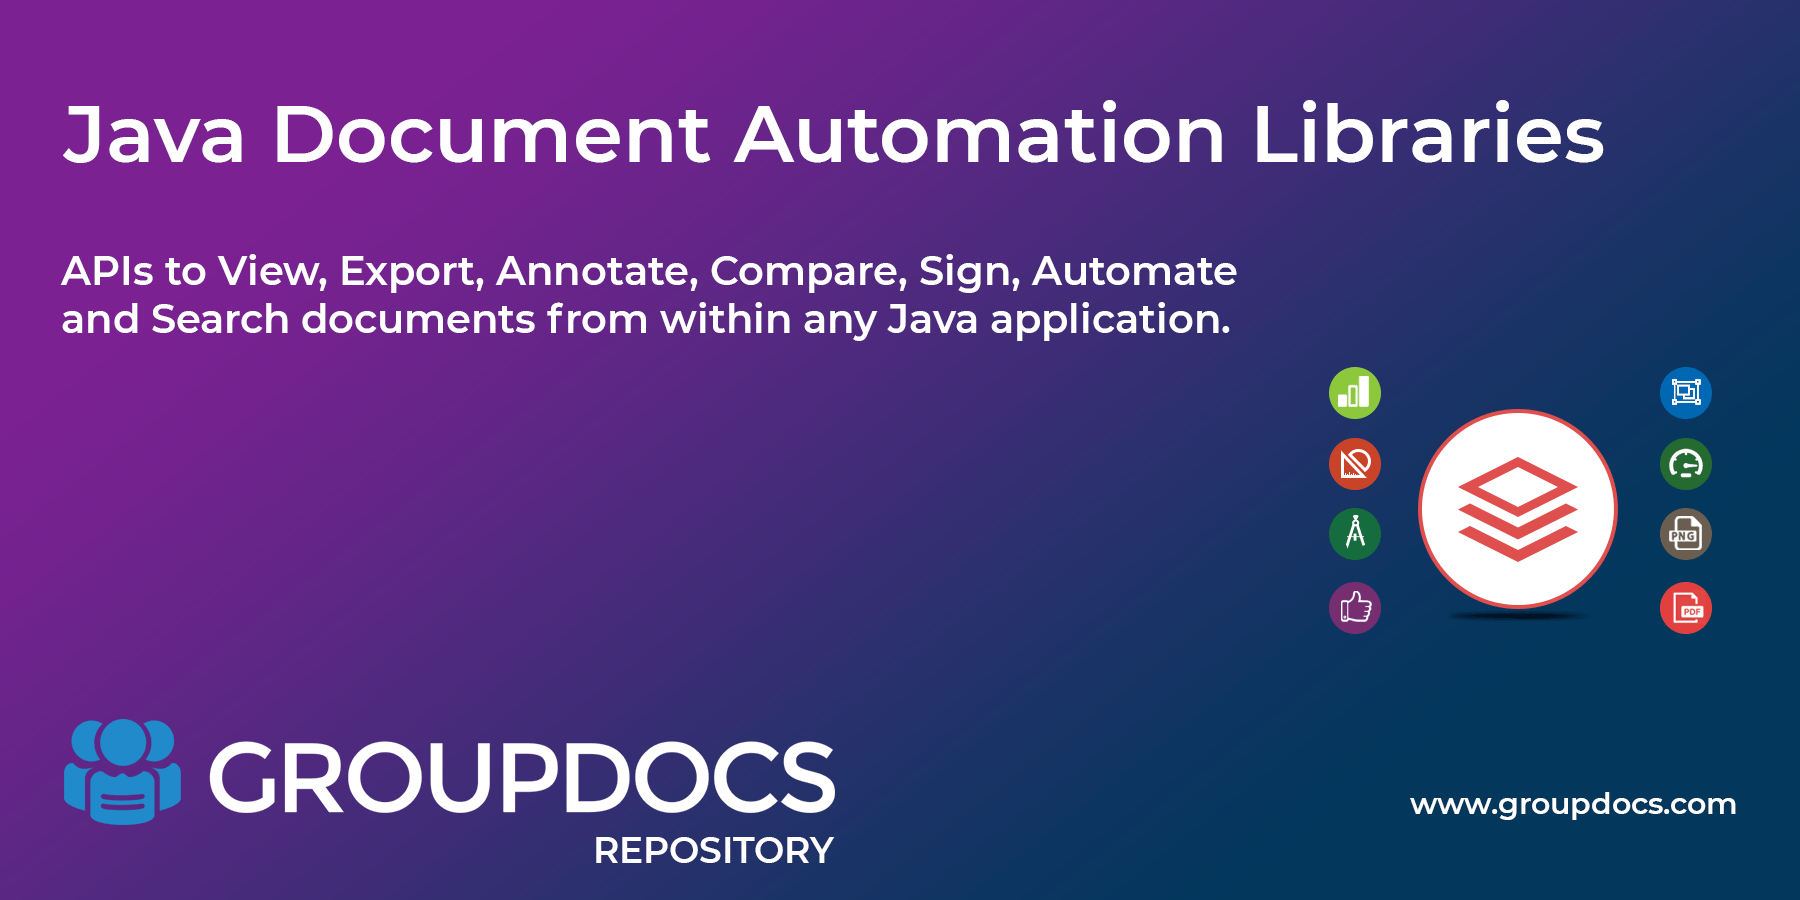 Java Document Automation Libraries
APIs to View, Export, Annotate, Compare, Sign, Automate
and Search documents from within any Java application.
PNG
PDF
GROUPDOCS
REPOSITORY
www.groupdocs.com